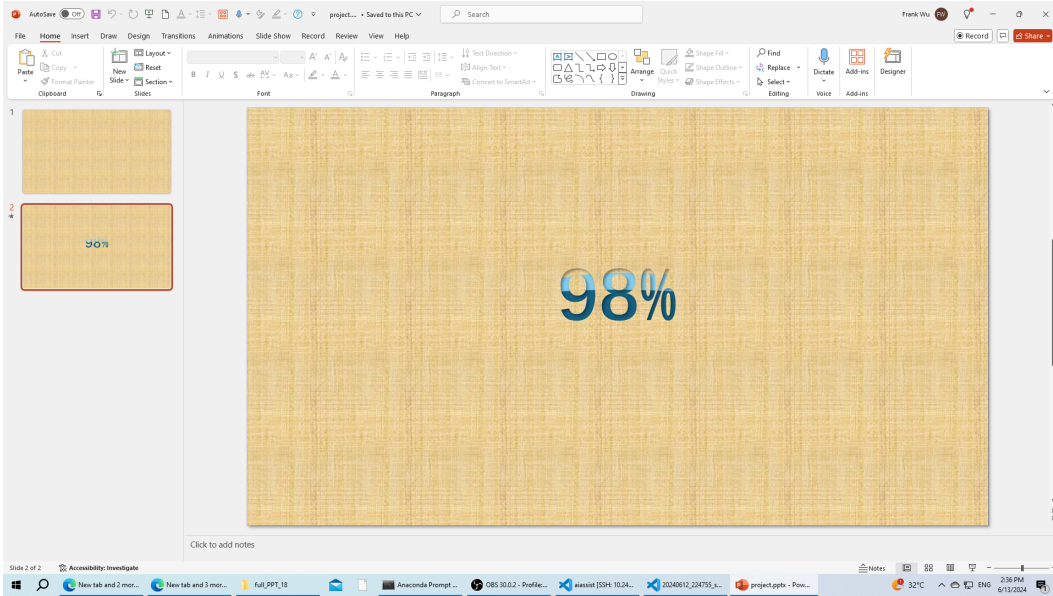 AutoSave Off project.... • Saved to this PC Search Frank Wu FW
File Home Insert Draw Design Transitions Animations Slide Show Record Review View Help Record Share
Cut Layout Text Direction Shape Fill Find
Copy Reset Align Text Shape Outline Replace
Paste Format Painter New Slide Section B I U S ab AV Aa A Convert to SmartArt Arrange Quick Styles Shape Effects Select Dictate Add-ins Designer
Clipboard Slides Font Paragraph Drawing Editing Voice Add-ins
1
2
98%
98%
Click to add notes
Slide 2 of 2 Accessibility: Investigate Notes
New tab and 2 mor... New tab and 3 mor... full_PPT_18 Anaconda Prompt ... OBS 30.0.2 - Profile:... aiassist [SSH: 10.24... 20240612_224755_s... project.pptx - Pow... 32°C ENG 2:36 PM
6/13/2024